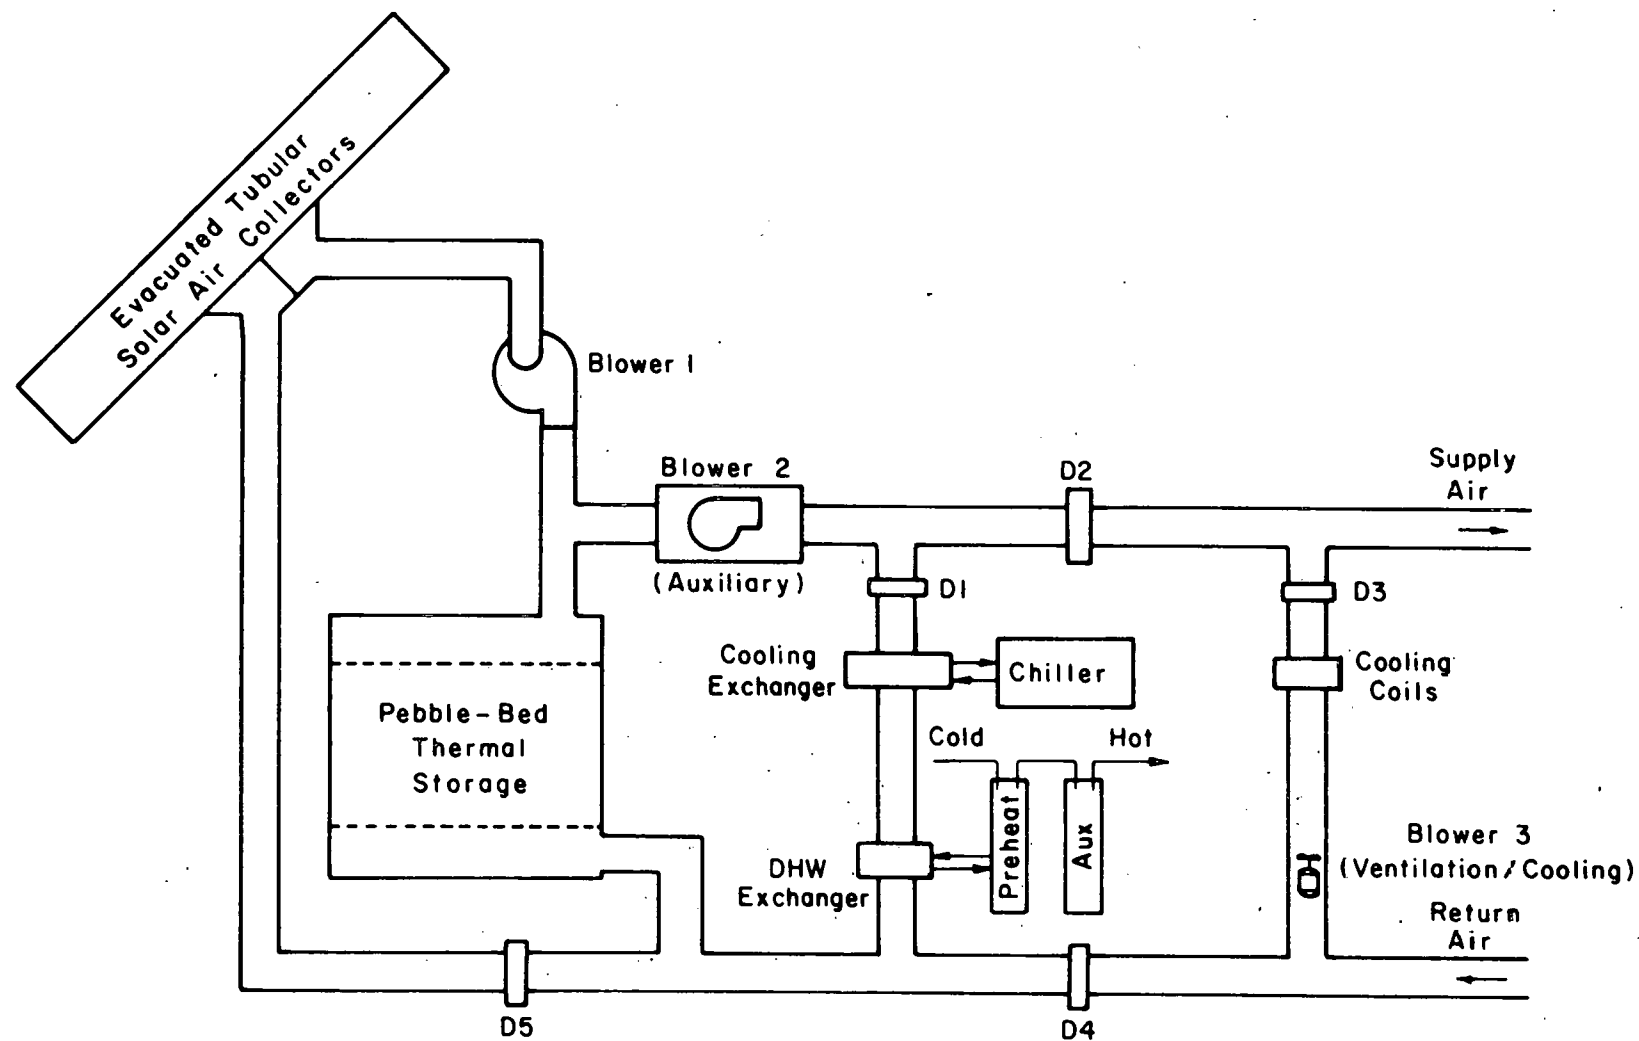 Evacuated Tubular
Solar Air Collectors
Blower 1
Blower 2
(Auxiliary)
D2
Supply
Air
D1
D3
Cooling
Exchanger
Chiller
Cooling
Coils
Pebble-Bed
Thermal
Storage
Cold
Hot
Preheat
Aux
DHW
Exchanger
Blower 3
(Ventilation/Cooling)
Return
Air
D5
D4